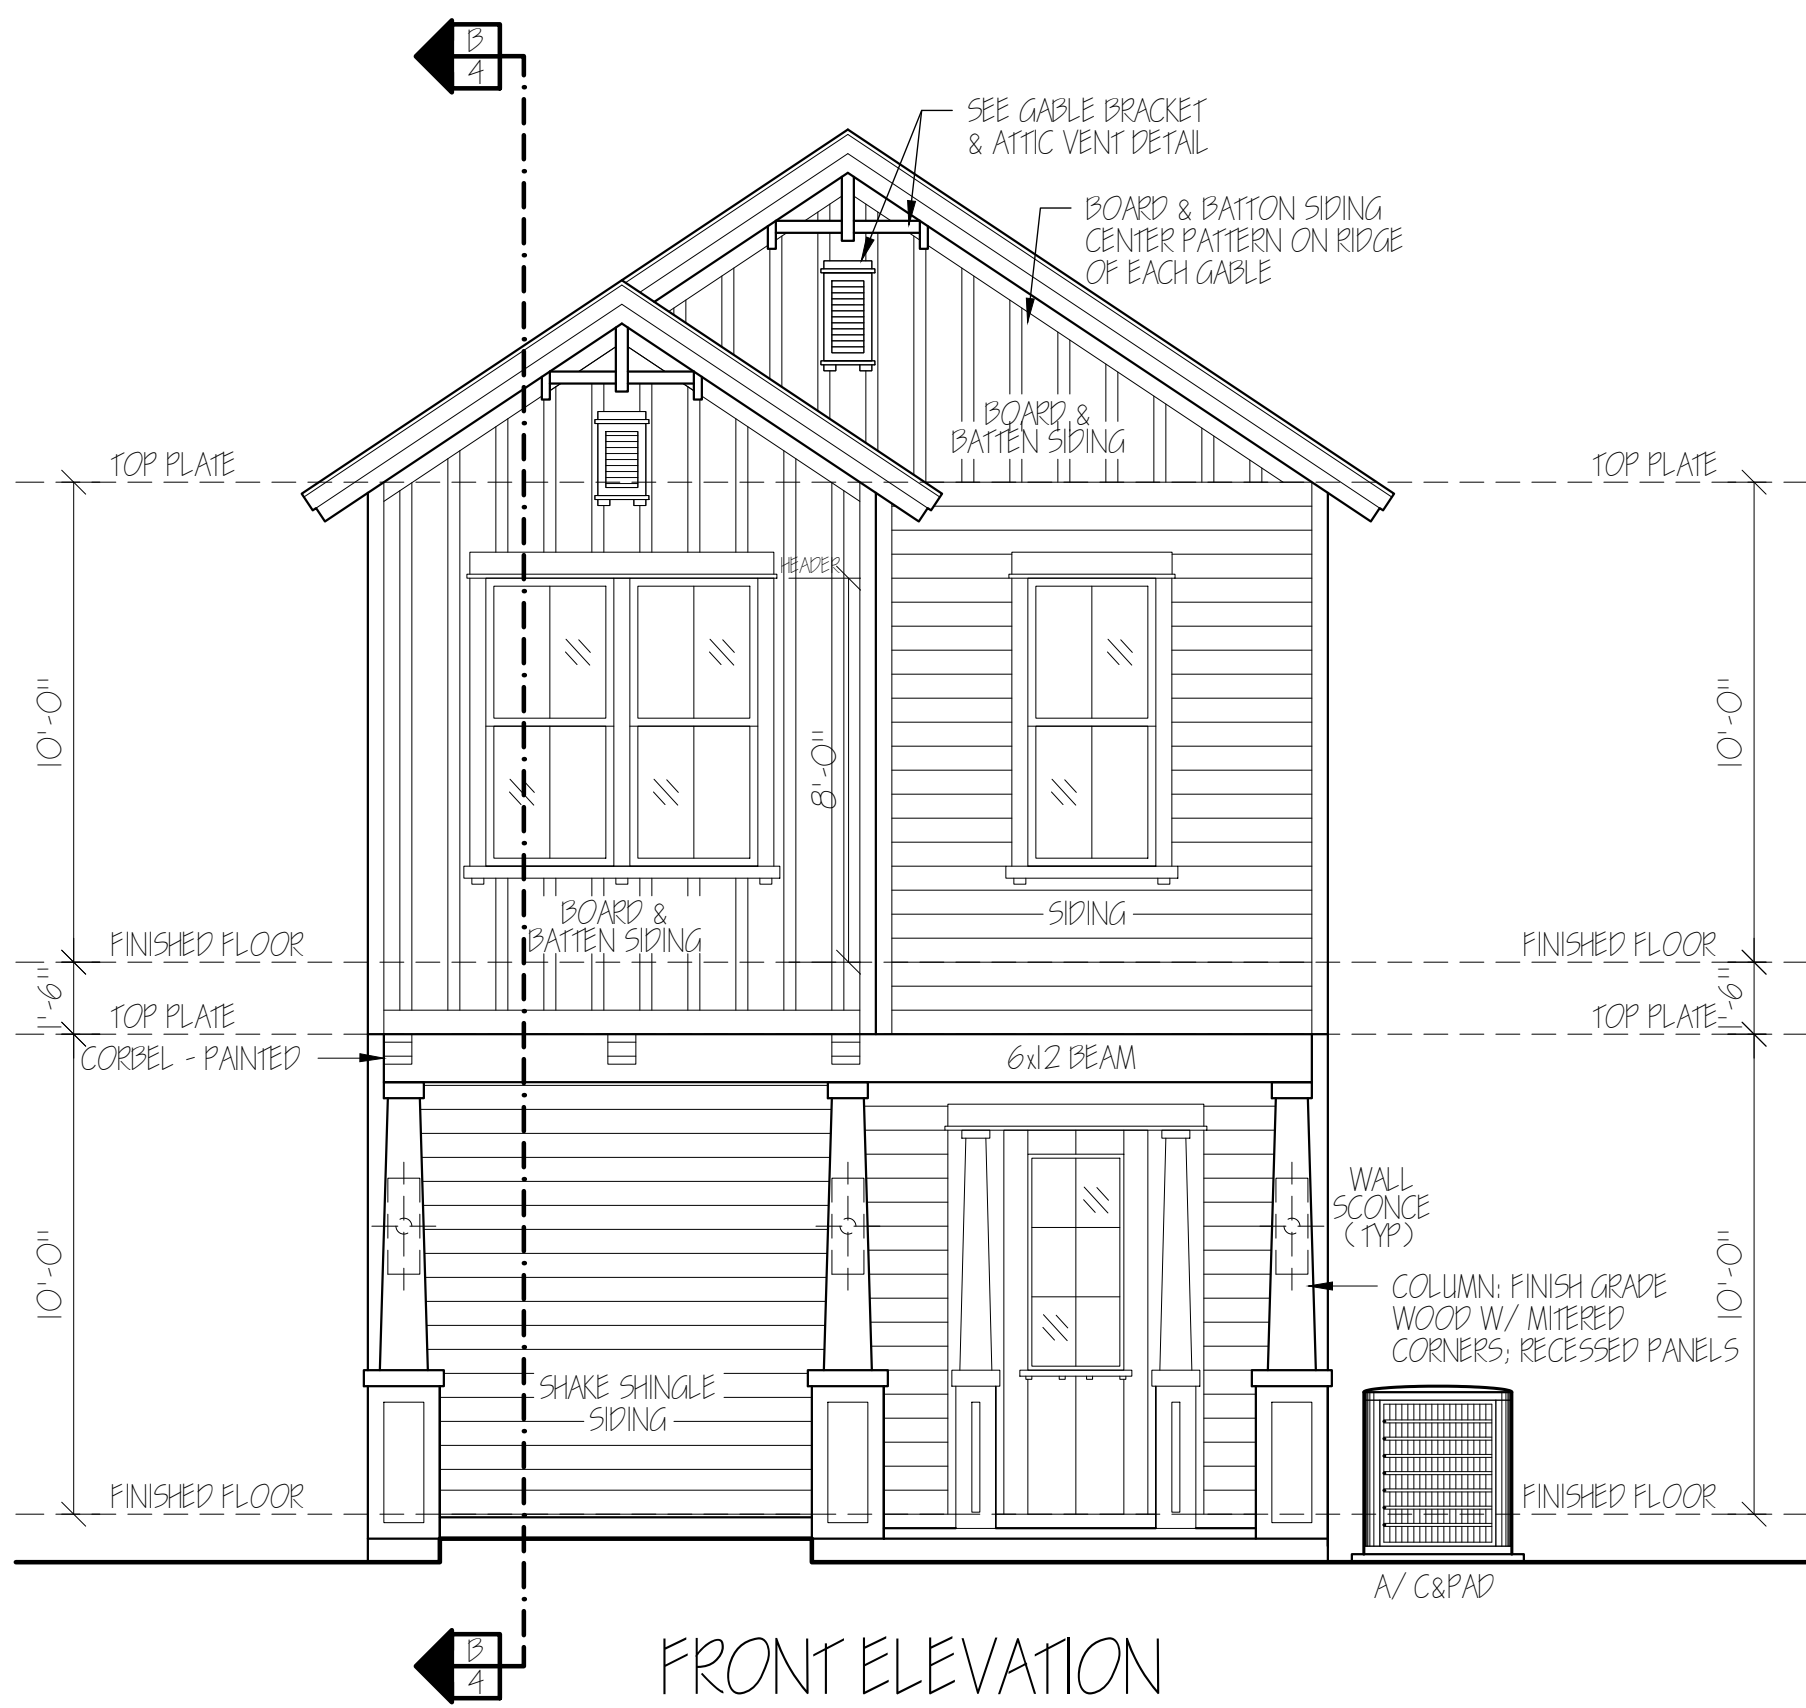 B
4
SEE GABLE BRACKET
& ATTIC VENT DETAIL
BOARD & BATTON SIDING
CENTER PATTERN ON RIDGE
OF EACH GABLE
BOARD &
BATTEN SIDING
TOP PLATE
TOP PLATE
HEADER
10'-0"
8'-0"
10'-0"
BOARD &
BATTEN SIDING
SIDING
FINISHED FLOOR
FINISHED FLOOR
1'-6"
1'-6"
TOP PLATE
TOP PLATE
CORBEL - PAINTED
6x12 BEAM
WALL
SCONCE
(TYP)
10'-0"
10'-0"
COLUMN: FINISH GRADE
WOOD W/ MITERED
CORNERS; RECESSED PANELS
SHAKE SHINGLE
SIDING
FINISHED FLOOR
FINISHED FLOOR
A/C&PAD
B
4
FRONT ELEVATION